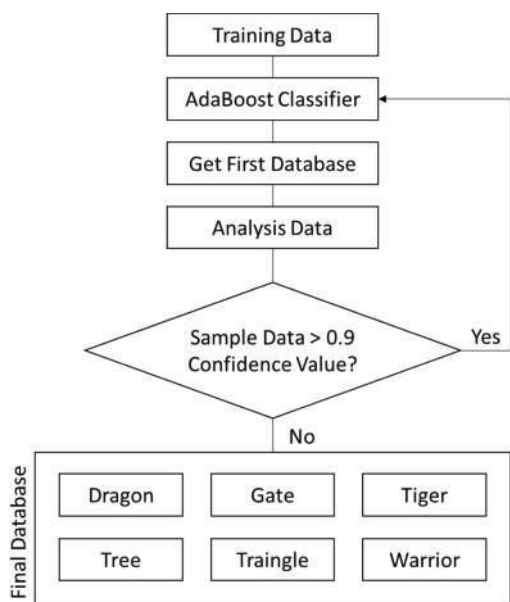 Training Data
AdaBoost Classifier
Get First Database
Analysis Data
Sample Data > 0.9
Confidence Value?
Yes
No
Final Database
Dragon
Gate
Tiger
Tree
Traingle
Warrior